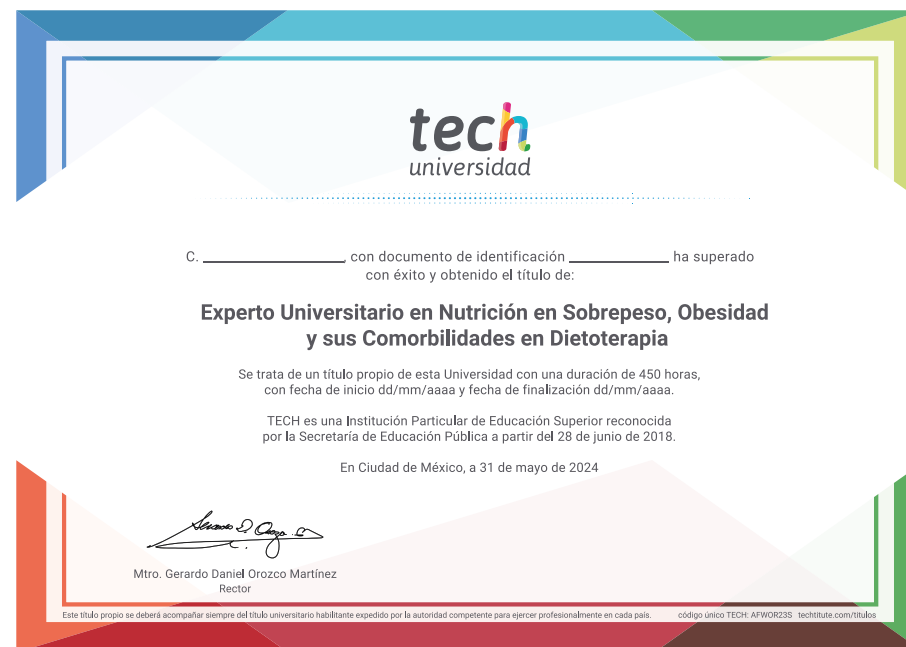 tech
universidad
C. ____________________, con documento de identificación ______________ ha superado
con éxito y obtenido el título de:
Experto Universitario en Nutrición en Sobrepeso, Obesidad
y sus Comorbilidades en Dietoterapia
Se trata de un título propio de esta Universidad con una duración de 450 horas,
con fecha de inicio dd/mm/aaaa y fecha de finalización dd/mm/aaaa.
TECH es una Institución Particular de Educación Superior reconocida
por la Secretaría de Educación Pública a partir del 28 de junio de 2018.
En Ciudad de México, a 31 de mayo de 2024
Mtro. Gerardo Daniel Orozco Martínez
Rector
Este título propio se deberá acompañar siempre del título universitario habilitante expedido por la autoridad competente para ejercer profesionalmente en cada país. código único TECH: AFWOR23S techtitute.com/titulos